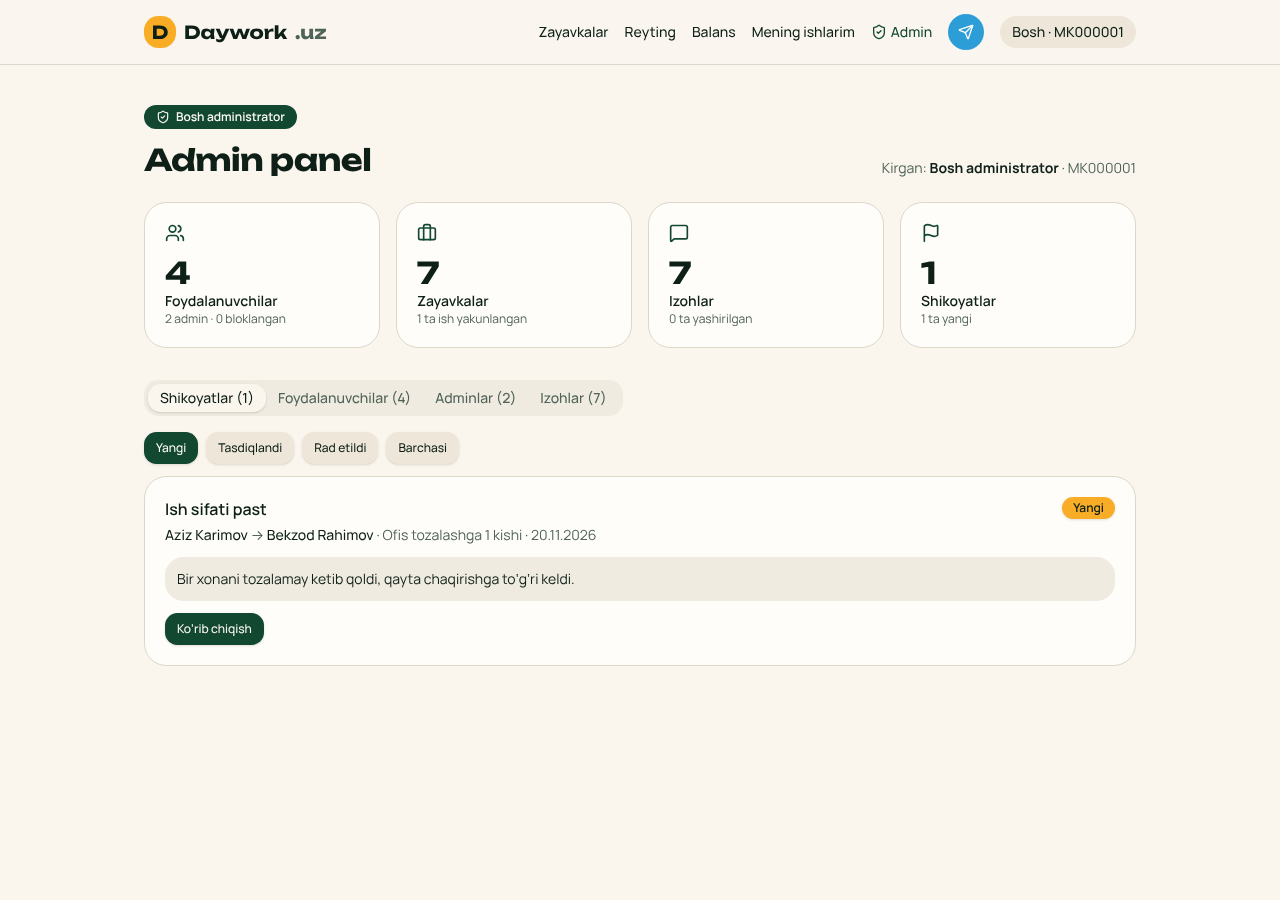 D Daywork .uz
Zayavkalar Reyting Balans Mening ishlarim Admin Bosh · MK000001
Bosh administrator
Admin panel
Kirgan: Bosh administrator · MK000001
4
Foydalanuvchilar
2 admin · 0 bloklangan
7
Zayavkalar
1 ta ish yakunlangan
7
Izohlar
0 ta yashirilgan
1
Shikoyatlar
1 ta yangi
Shikoyatlar (1) Foydalanuvchilar (4) Adminlar (2) Izohlar (7)
Yangi Tasdiqlandi Rad etildi Barchasi
Ish sifati past
Yangi
Aziz Karimov → Bekzod Rahimov · Ofis tozalashga 1 kishi · 20.11.2026
Bir xonani tozalamay ketib qoldi, qayta chaqirishga to'g'ri keldi.
Ko'rib chiqish